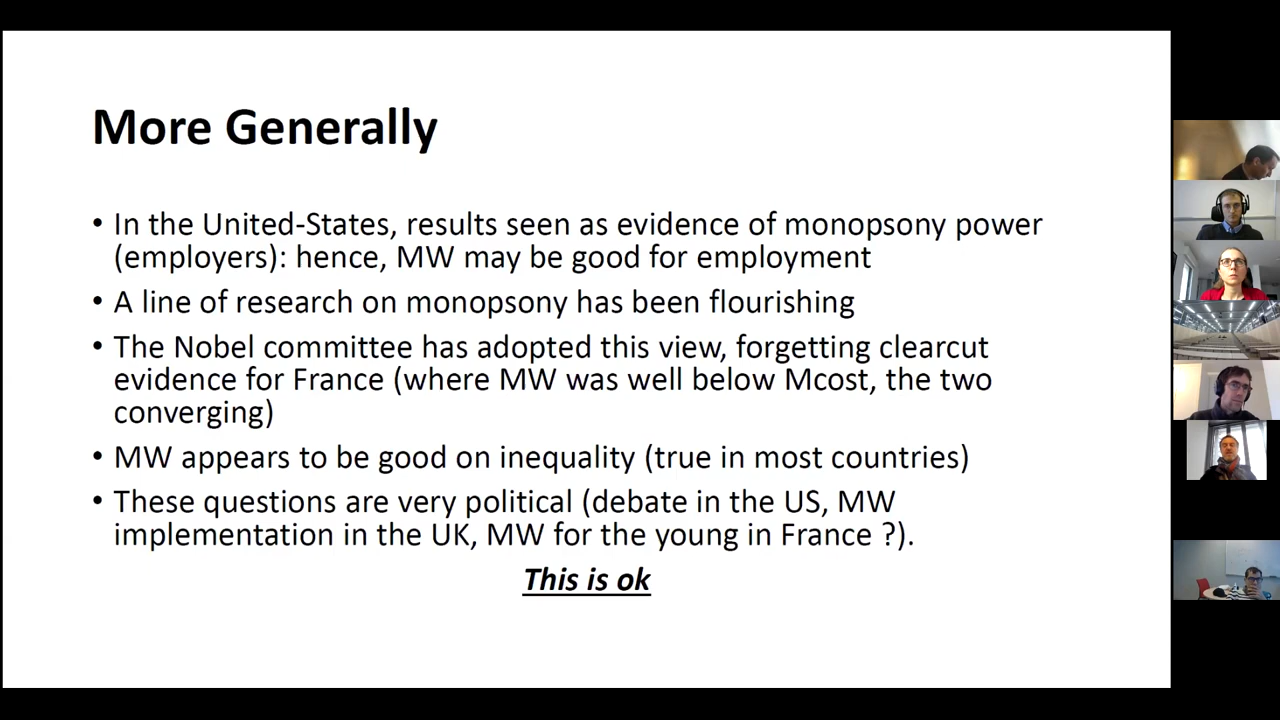 More Generally
• In the United-States, results seen as evidence of monopsony power
(employers): hence, MW may be good for employment
• A line of research on monopsony has been flourishing
• The Nobel committee has adopted this view, forgetting clearcut
evidence for France (where MW was well below Mcost, the two
converging)
• MW appears to be good on inequality (true in most countries)
• These questions are very political (debate in the US, MW
implementation in the UK, MW for the young in France ?).
This is ok